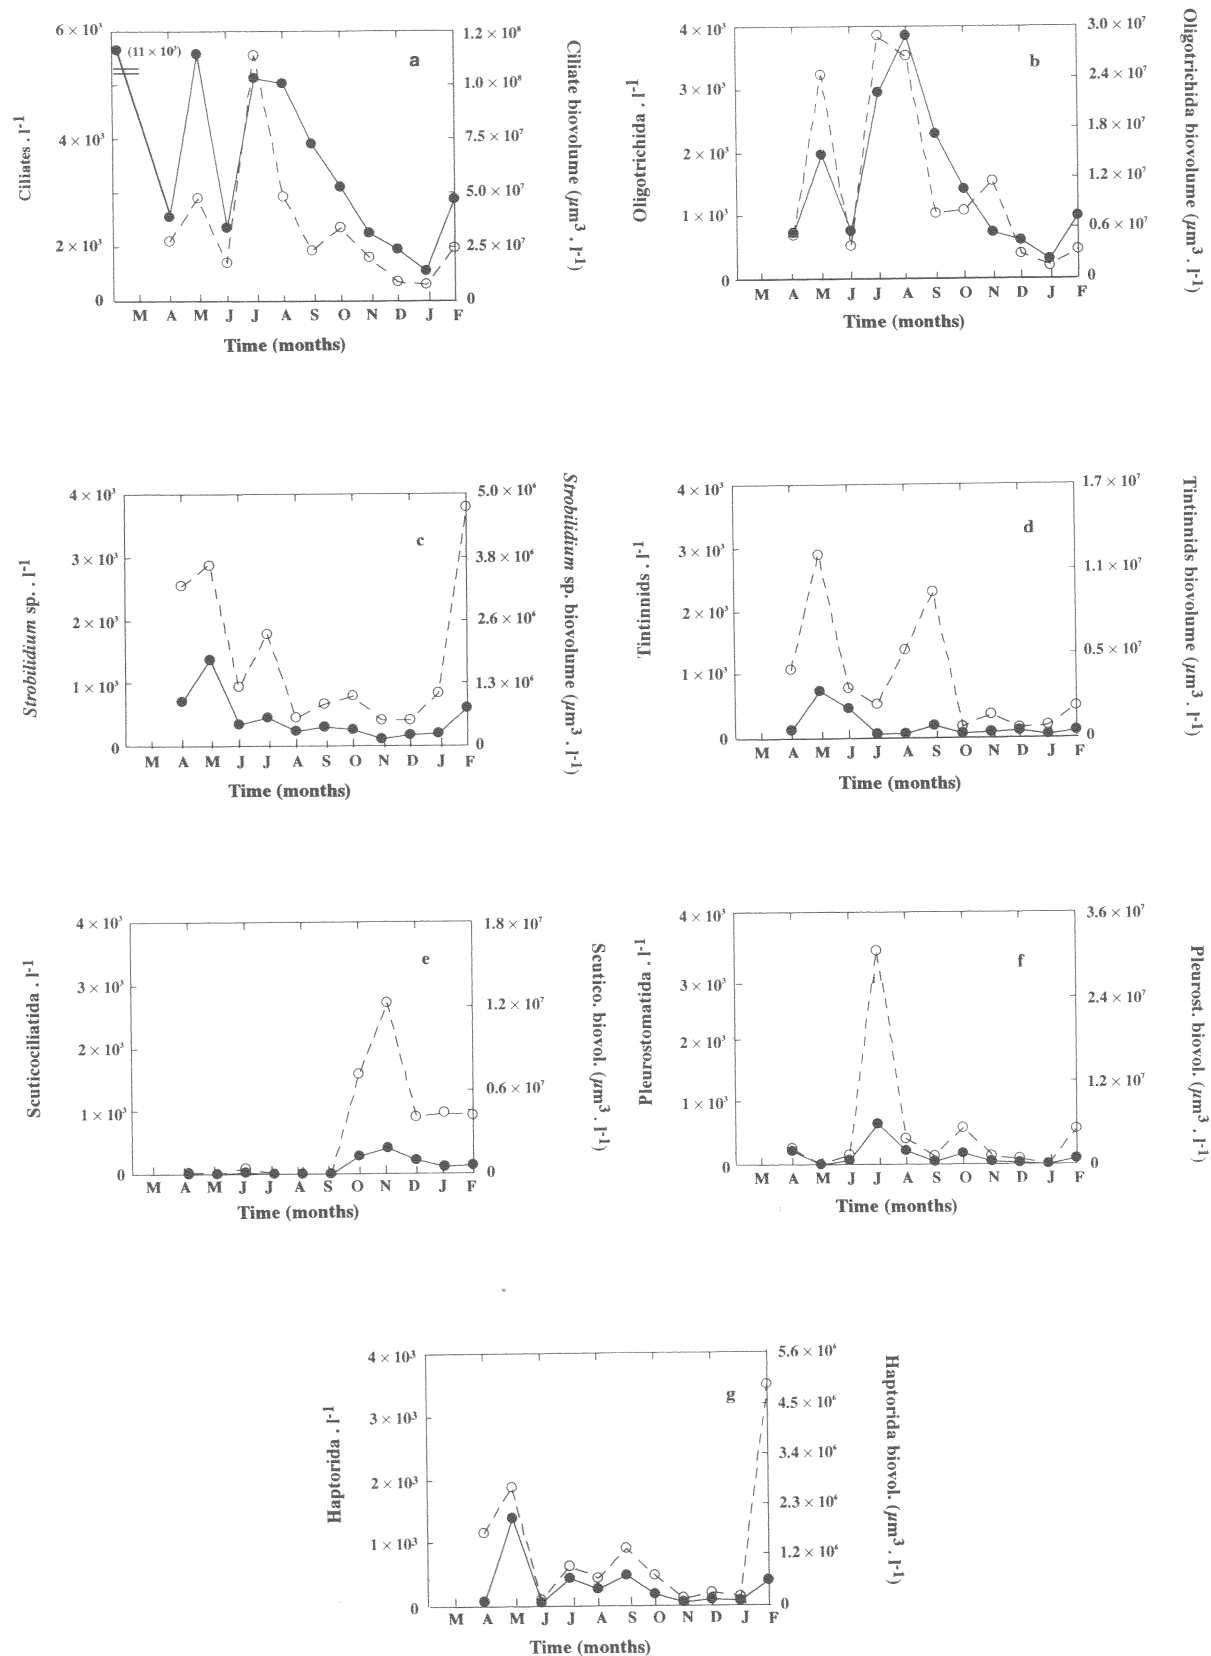 6 × 10³
4 × 10³
2 × 10³
0
Ciliates . l⁻¹
(11 × 10³)
a
1.2 × 10⁸
1.0 × 10⁸
7.5 × 10⁷
5.0 × 10⁷
2.5 × 10⁷
0
Ciliate biovolume (μm³ . l⁻¹)
M A M J J A S O N D J F
Time (months)
4 × 10³
3 × 10³
2 × 10³
1 × 10³
0
Oligotrichida . l⁻¹
b
3.0 × 10⁷
2.4 × 10⁷
1.8 × 10⁷
1.2 × 10⁷
0.6 × 10⁷
0
Oligotrichida biovolume (μm³ . l⁻¹)
M A M J J A S O N D J F
Time (months)
4 × 10³
3 × 10³
2 × 10³
1 × 10³
0
Strobilidium sp. . l⁻¹
c
5.0 × 10⁶
3.8 × 10⁶
2.6 × 10⁶
1.3 × 10⁶
0
Strobilidium sp. biovolume (μm³ . l⁻¹)
M A M J J A S O N D J F
Time (months)
4 × 10³
3 × 10³
2 × 10³
1 × 10³
0
Tintinnids . l⁻¹
d
1.7 × 10⁷
1.1 × 10⁷
0.5 × 10⁷
0
Tintinnids biovolume (μm³ . l⁻¹)
M A M J J A S O N D J F
Time (months)
4 × 10³
3 × 10³
2 × 10³
1 × 10³
0
Scuticociliatida . l⁻¹
e
1.8 × 10⁷
1.2 × 10⁷
0.6 × 10⁷
0
Scutico. biovol. (μm³ . l⁻¹)
M A M J J A S O N D J F
Time (months)
4 × 10³
3 × 10³
2 × 10³
1 × 10³
0
Pleurostomatida . l⁻¹
f
3.6 × 10⁷
2.4 × 10⁷
1.2 × 10⁷
0
Pleurost. biovol. (μm³ . l⁻¹)
M A M J J A S O N D J F
Time (months)
4 × 10³
3 × 10³
2 × 10³
1 × 10³
0
Haptorida . l⁻¹
g
5.6 × 10⁶
4.5 × 10⁶
3.4 × 10⁶
2.3 × 10⁶
1.2 × 10⁶
0
Haptorida biovol. (μm³ . l⁻¹)
M A M J J A S O N D J F
Time (months)